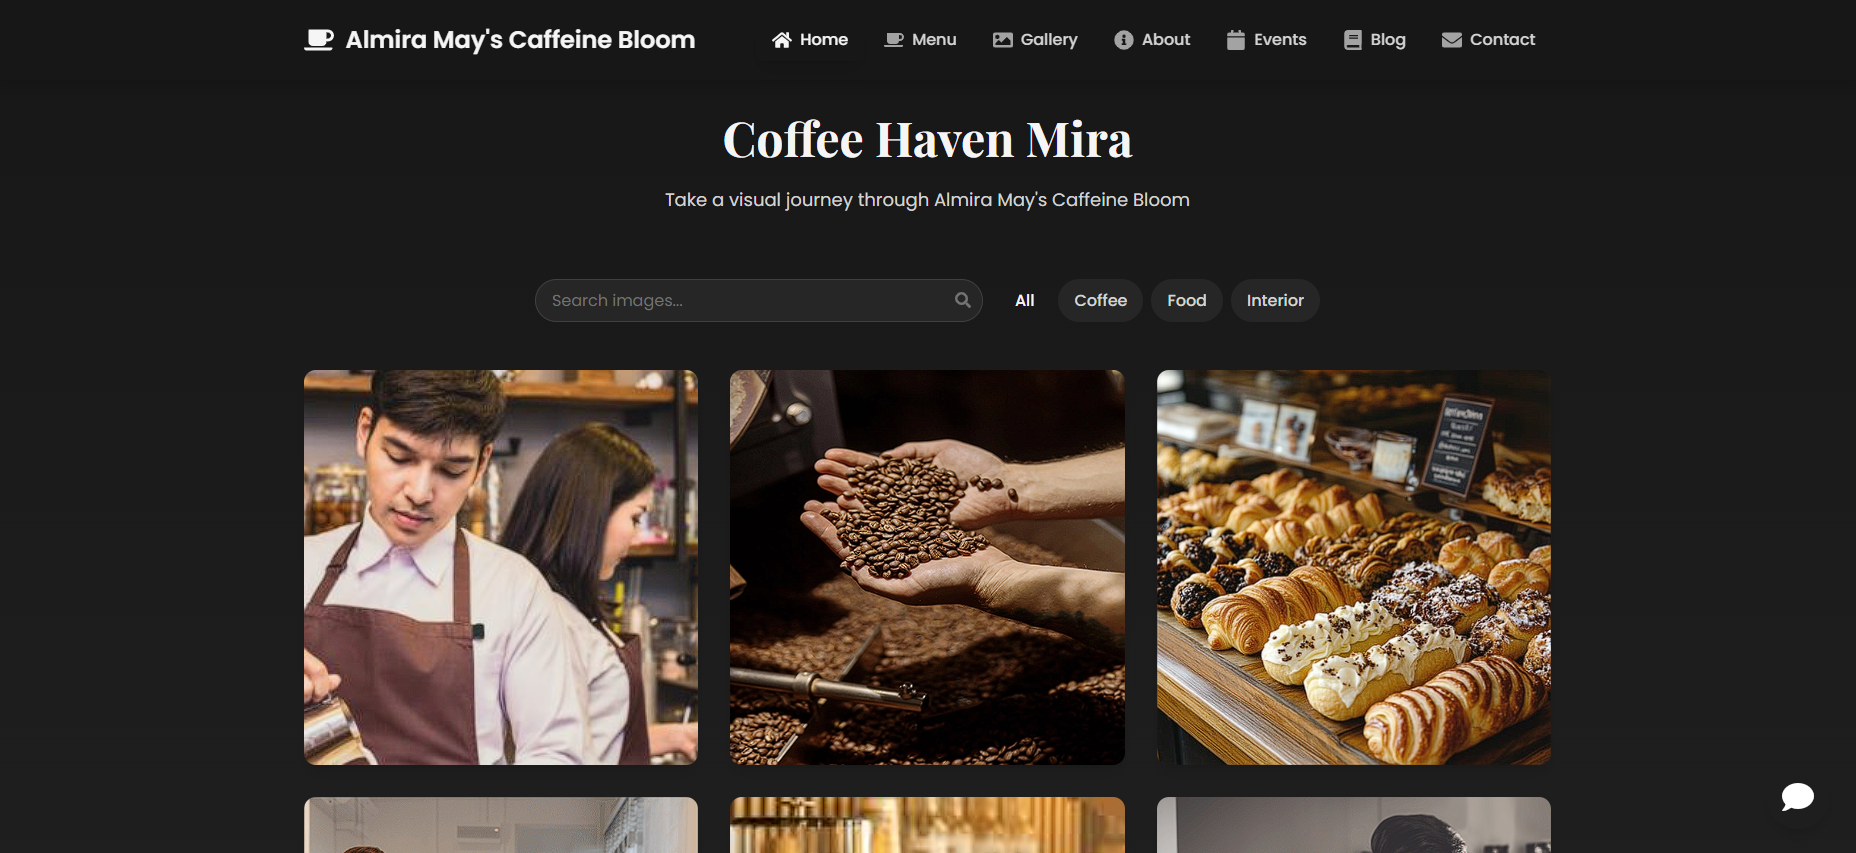 Almira May's Caffeine Bloom
Home Menu Gallery About Events Blog Contact
Coffee Haven Mira
Take a visual journey through Almira May's Caffeine Bloom
Search images... All Coffee Food Interior